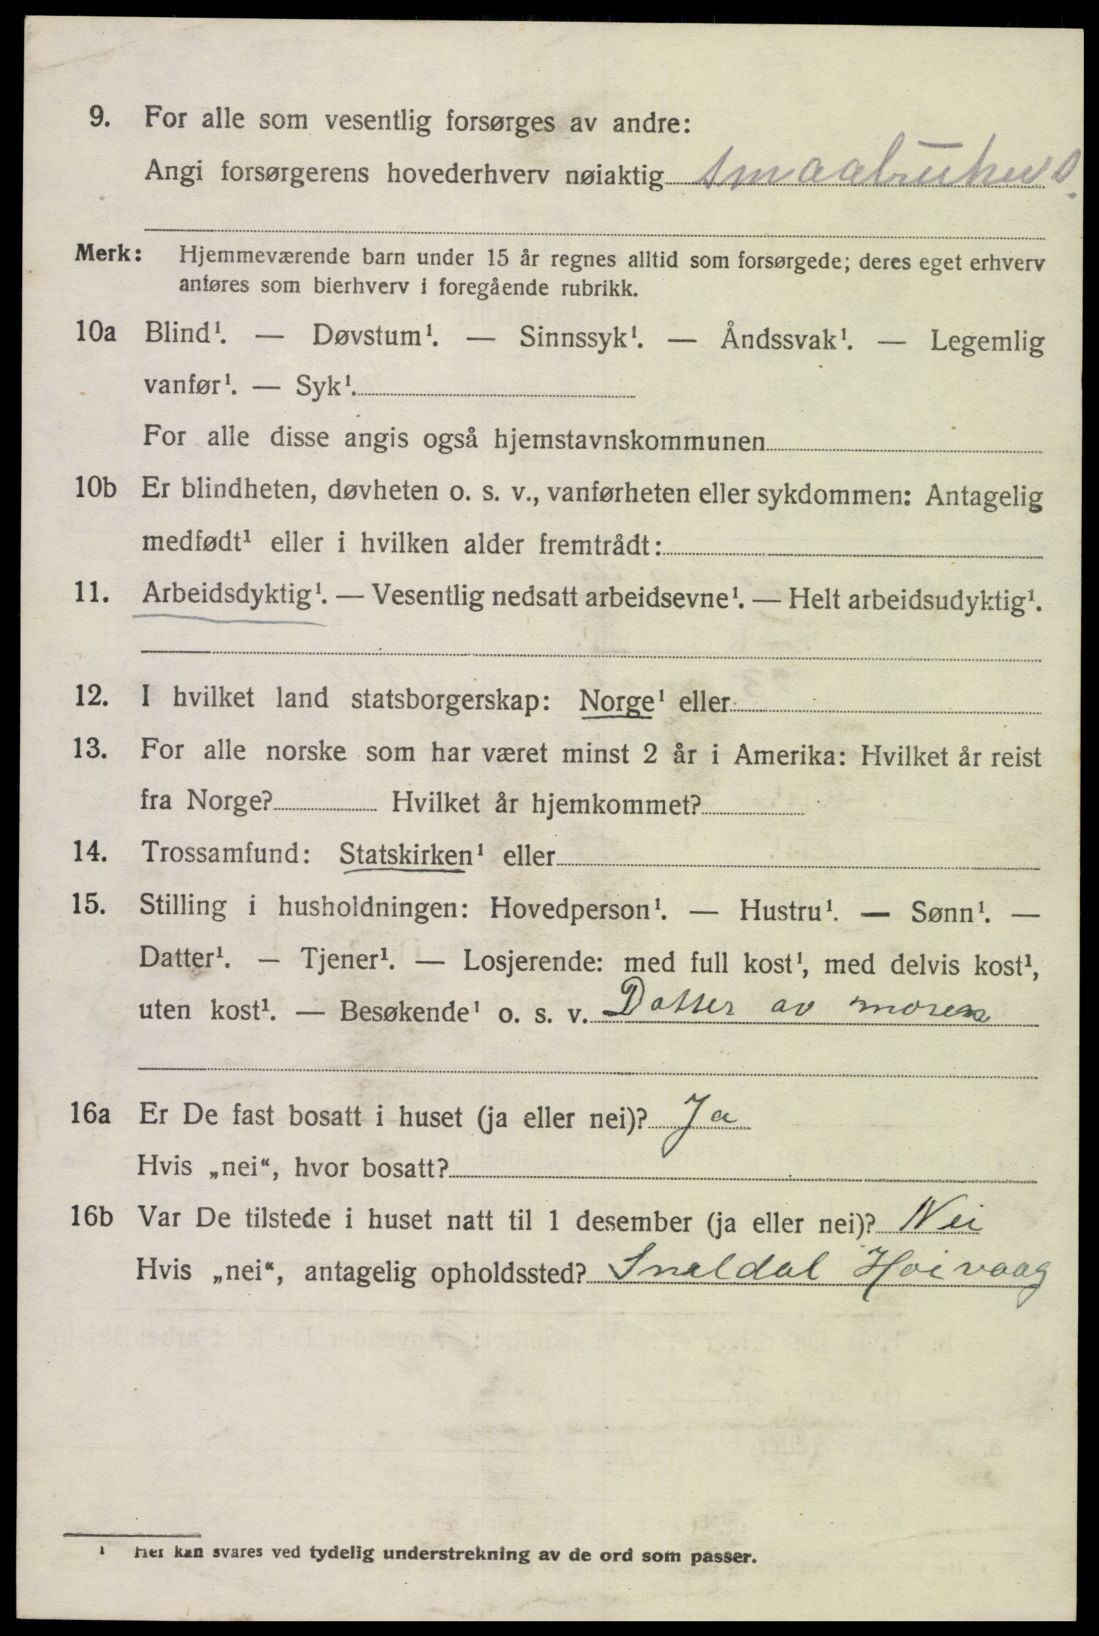 9. For alle som vesentlig forsørges av andre:
Angi forsørgerens hovederhverv nøiaktig
Merk: Hjemmeværende barn under 15 år regnes alltid som forsørgede; deres eget erhverv
anføres som bierhverv i foregående rubrikk.
10a Blind¹. — Døvstum¹. — Sinnssyk¹. — Åndssvak¹. — Legemlig
vanfør¹. — Syk¹.
For alle disse angis også hjemstavnskommunen
10b Er blindheten, døvheten o. s. v., vanførheten eller sykdommen: Antagelig
medfødt¹ eller i hvilken alder fremtrådt:
11. Arbeidsdyktig¹. — Vesentlig nedsatt arbeidsevne¹. — Helt arbeidsudyktig¹.
12. I hvilket land statsborgerskap: Norge¹ eller
13. For alle norske som har været minst 2 år i Amerika: Hvilket år reist
fra Norge? Hvilket år hjemkommet?
14. Trossamfund: Statskirken¹ eller
15. Stilling i husholdningen: Hovedperson¹. — Hustru¹. — Sønn¹. —
Datter¹. — Tjener¹. — Losjerende: med full kost¹, med delvis kost¹,
uten kost¹. — Besøkende¹ o. s. v. Datter av moren
16a Er De fast bosatt i huset (ja eller nei)? Ja
Hvis „nei“, hvor bosatt?
16b Var De tilstede i huset natt til 1 desember (ja eller nei)? Nei
Hvis „nei“, antagelig opholdssted? Sneldal Høivaag
¹ Her kan svares ved tydelig understrekning av de ord som passer.